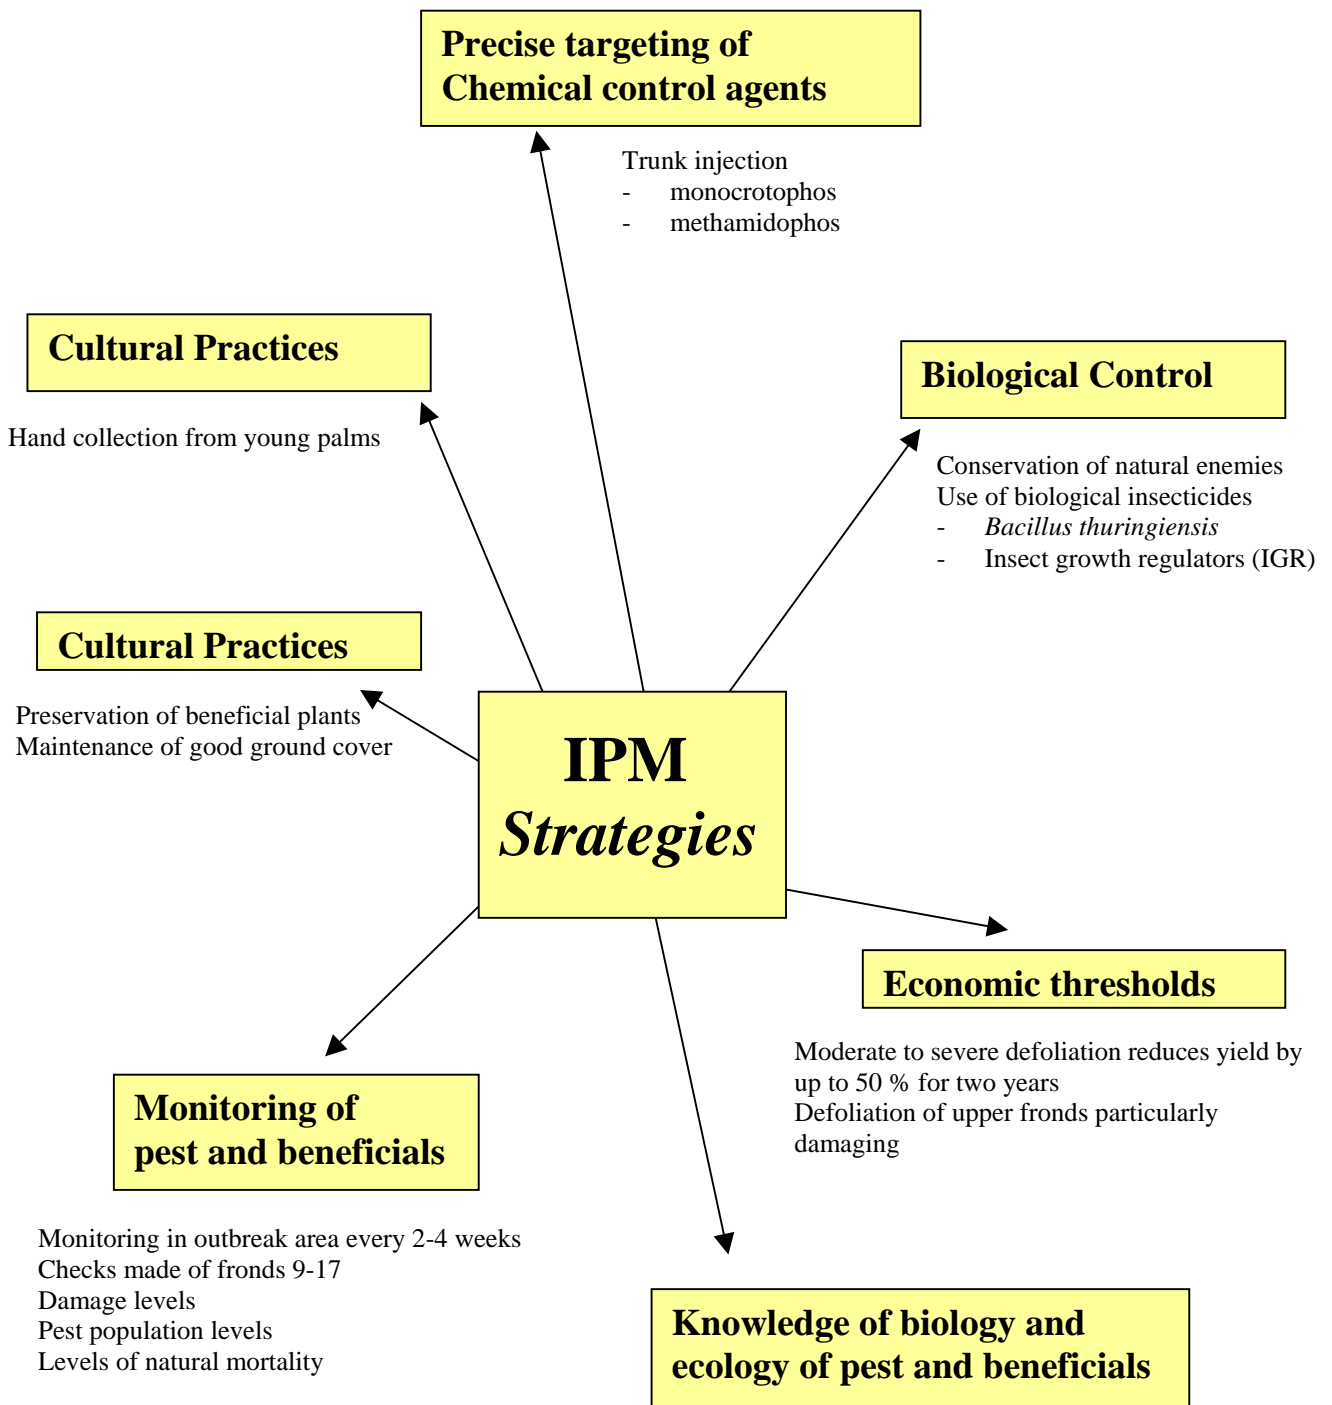 Precise targeting of
Chemical control agents
Trunk injection
- monocrotophos
- methamidophos
Cultural Practices
Hand collection from young palms
Biological Control
Conservation of natural enemies
Use of biological insecticides
- Bacillus thuringiensis
- Insect growth regulators (IGR)
Cultural Practices
Preservation of beneficial plants
Maintenance of good ground cover
IPM
Strategies
Economic thresholds
Moderate to severe defoliation reduces yield by
up to 50 % for two years
Defoliation of upper fronds particularly
damaging
Monitoring of
pest and beneficials
Monitoring in outbreak area every 2-4 weeks
Checks made of fronds 9-17
Damage levels
Pest population levels
Levels of natural mortality
Knowledge of biology and
ecology of pest and beneficials